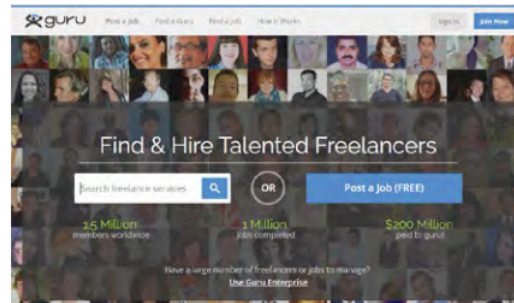 guru Post a Job Find a Guru Find a Job How it Works Sign In Join Now
Find & Hire Talented Freelancers
Search freelance services OR Post a Job (FREE)
1.5 Million 1 Million $200 Million
members worldwide jobs completed paid to gurus
Have a large number of freelancers or jobs to manage?
Use Guru Enterprise